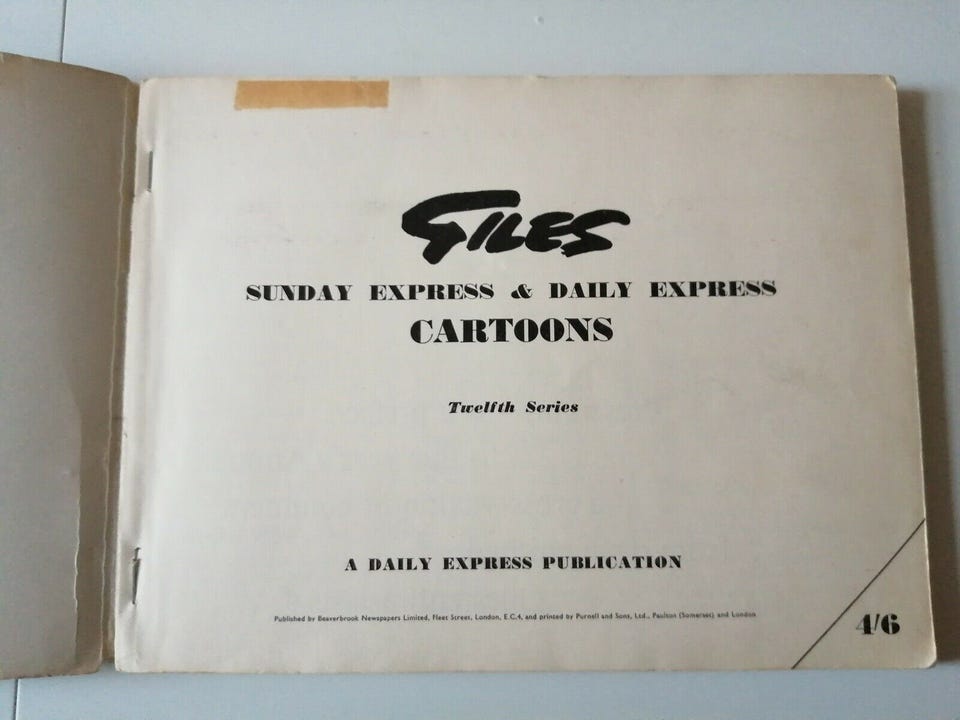 GILES
SUNDAY EXPRESS & DAILY EXPRESS
CARTOONS
Twelfth Series
A DAILY EXPRESS PUBLICATION
Published by Beaverbrook Newspapers Limited, Fleet Street, London, E.C.4, and printed by Purnell and Sons, Ltd., Paulton (Somerset) and London
4/6